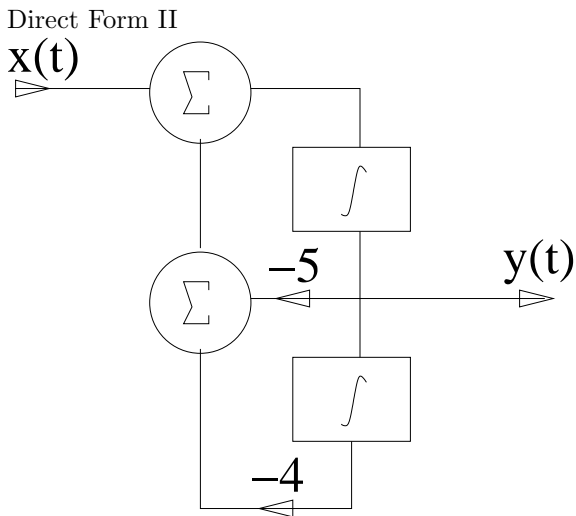 Direct Form II
x(t)
Σ
∫
−5
y(t)
Σ
∫
−4